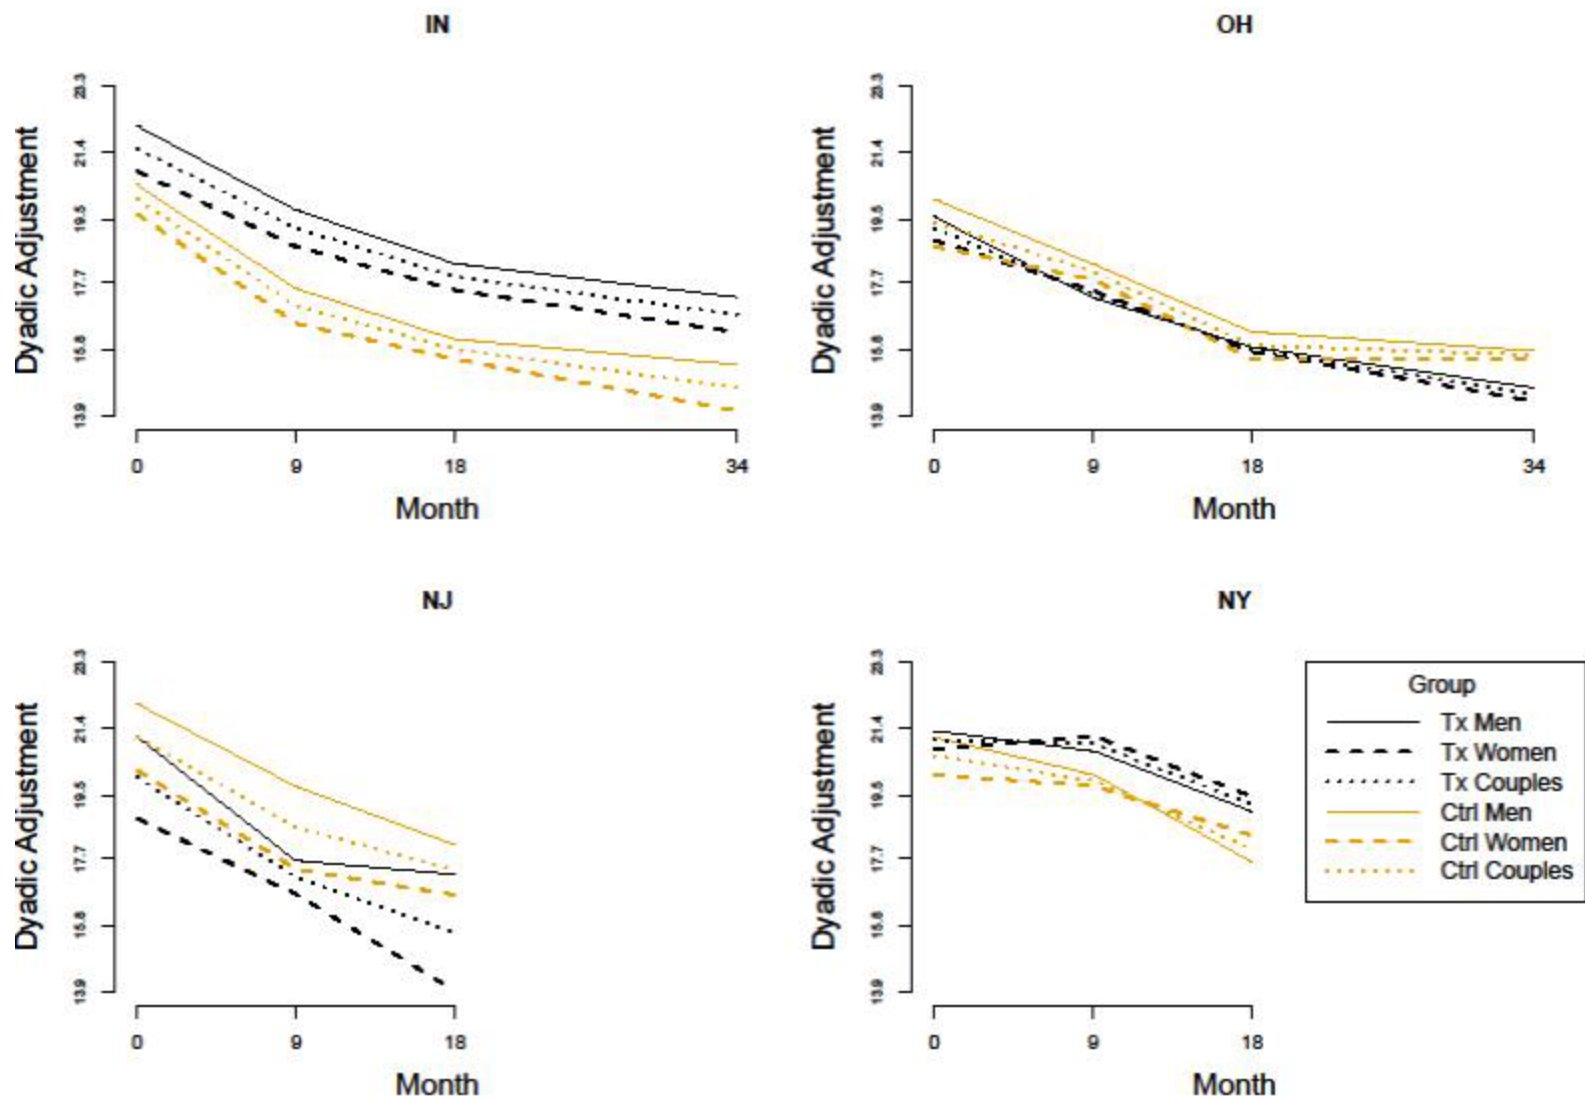 IN
Dyadic Adjustment
23.3
21.4
19.5
17.7
15.8
13.9
0 9 18 34
Month
OH
Dyadic Adjustment
23.3
21.4
19.5
17.7
15.8
13.9
0 9 18 34
Month
NJ
Dyadic Adjustment
23.3
21.4
19.5
17.7
15.8
13.9
0 9 18
Month
NY
Dyadic Adjustment
23.3
21.4
19.5
17.7
15.8
13.9
0 9 18
Month
Group
Tx Men
Tx Women
Tx Couples
Ctrl Men
Ctrl Women
Ctrl Couples